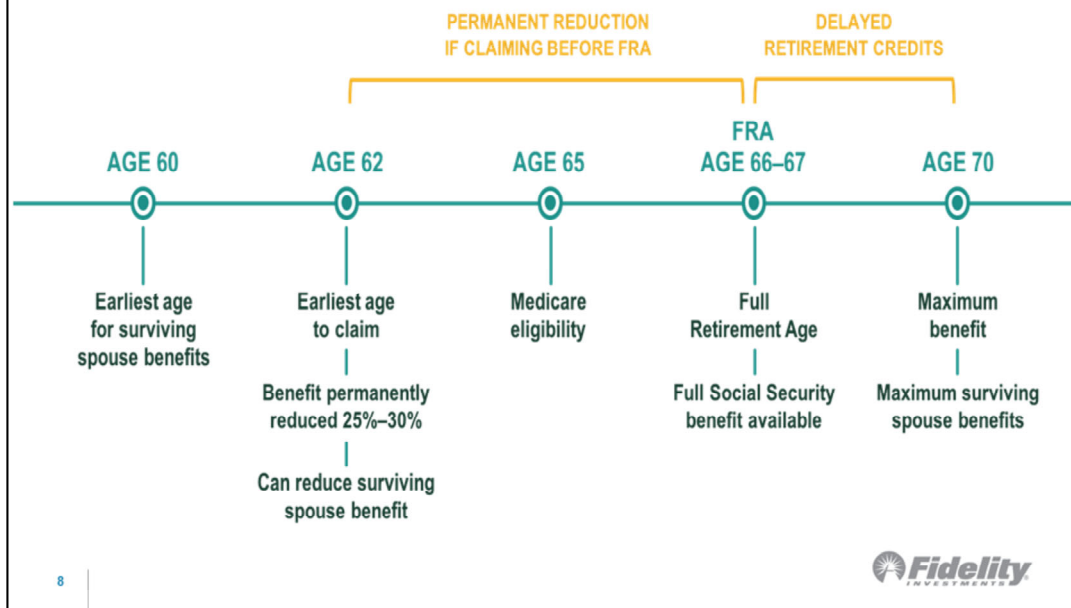 PERMANENT REDUCTION
IF CLAIMING BEFORE FRA
DELAYED
RETIREMENT CREDITS
AGE 60
AGE 62
AGE 65
FRA
AGE 66–67
AGE 70
Earliest age
for surviving
spouse benefits
Earliest age
to claim
Benefit permanently
reduced 25%–30%
Can reduce surviving
spouse benefit
Medicare
eligibility
Full
Retirement Age
Full Social Security
benefit available
Maximum
benefit
Maximum surviving
spouse benefits
8
Fidelity
INVESTMENTS